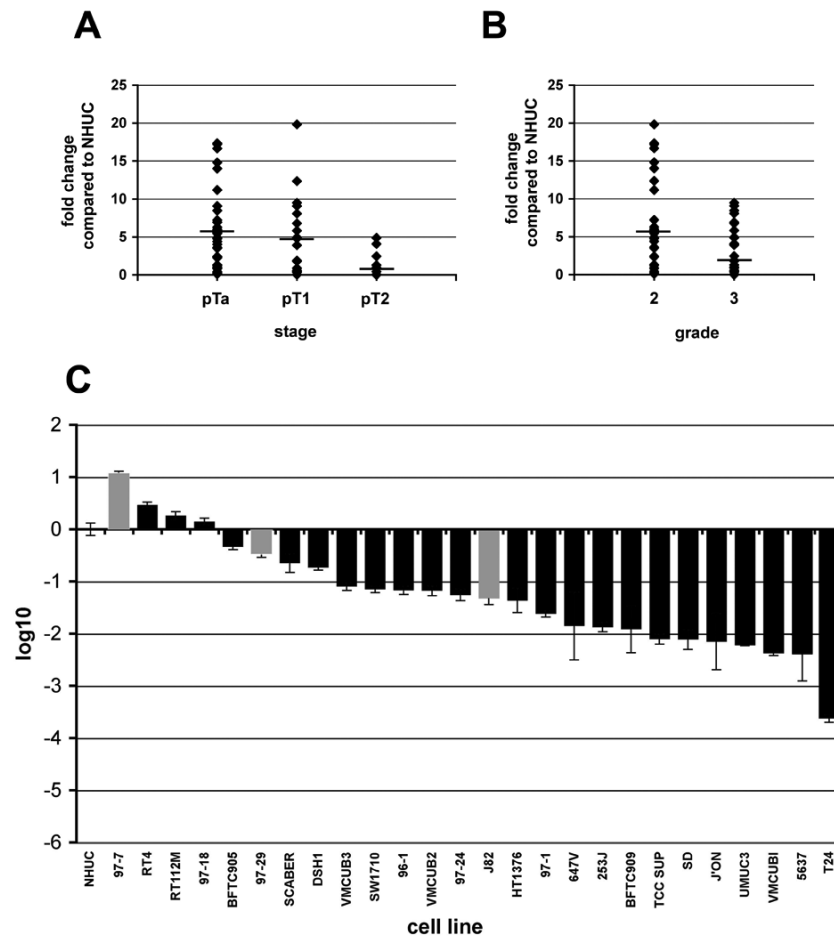 A
B
fold change
compared to NHUC
25
20
15
10
5
0
pTa
pT1
pT2
stage
fold change
compared to NHUC
25
20
15
10
5
0
2
3
grade
C
log10
2
1
0
-1
-2
-3
-4
-5
-6
NHUC
97-7
RT4
RT112M
97-18
BFTC905
97-29
SCABER
DSH1
VMCUB3
SW1710
96-1
VMCUB2
97-24
J82
HT1376
97-1
647V
253J
BFTC909
TCC SUP
SD
J'ON
UMUC3
VMCUBI
5637
T24
cell line